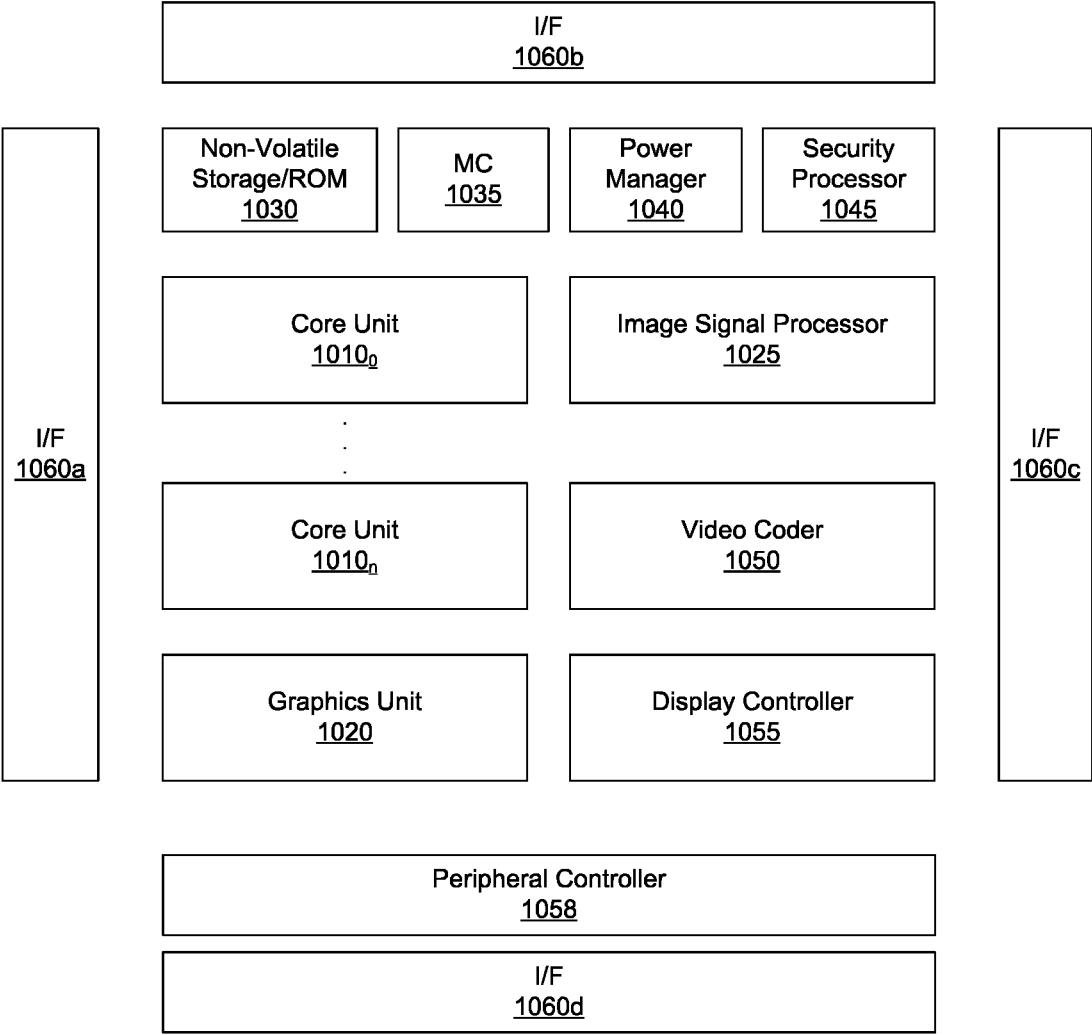 I/F
1060b
Non-Volatile
Storage/ROM
1030
MC
1035
Power
Manager
1040
Security
Processor
1045
Core Unit
1010₀
Image Signal Processor
1025
I/F
1060a
I/F
1060c
Core Unit
1010ₙ
Video Coder
1050
Graphics Unit
1020
Display Controller
1055
Peripheral Controller
1058
I/F
1060d